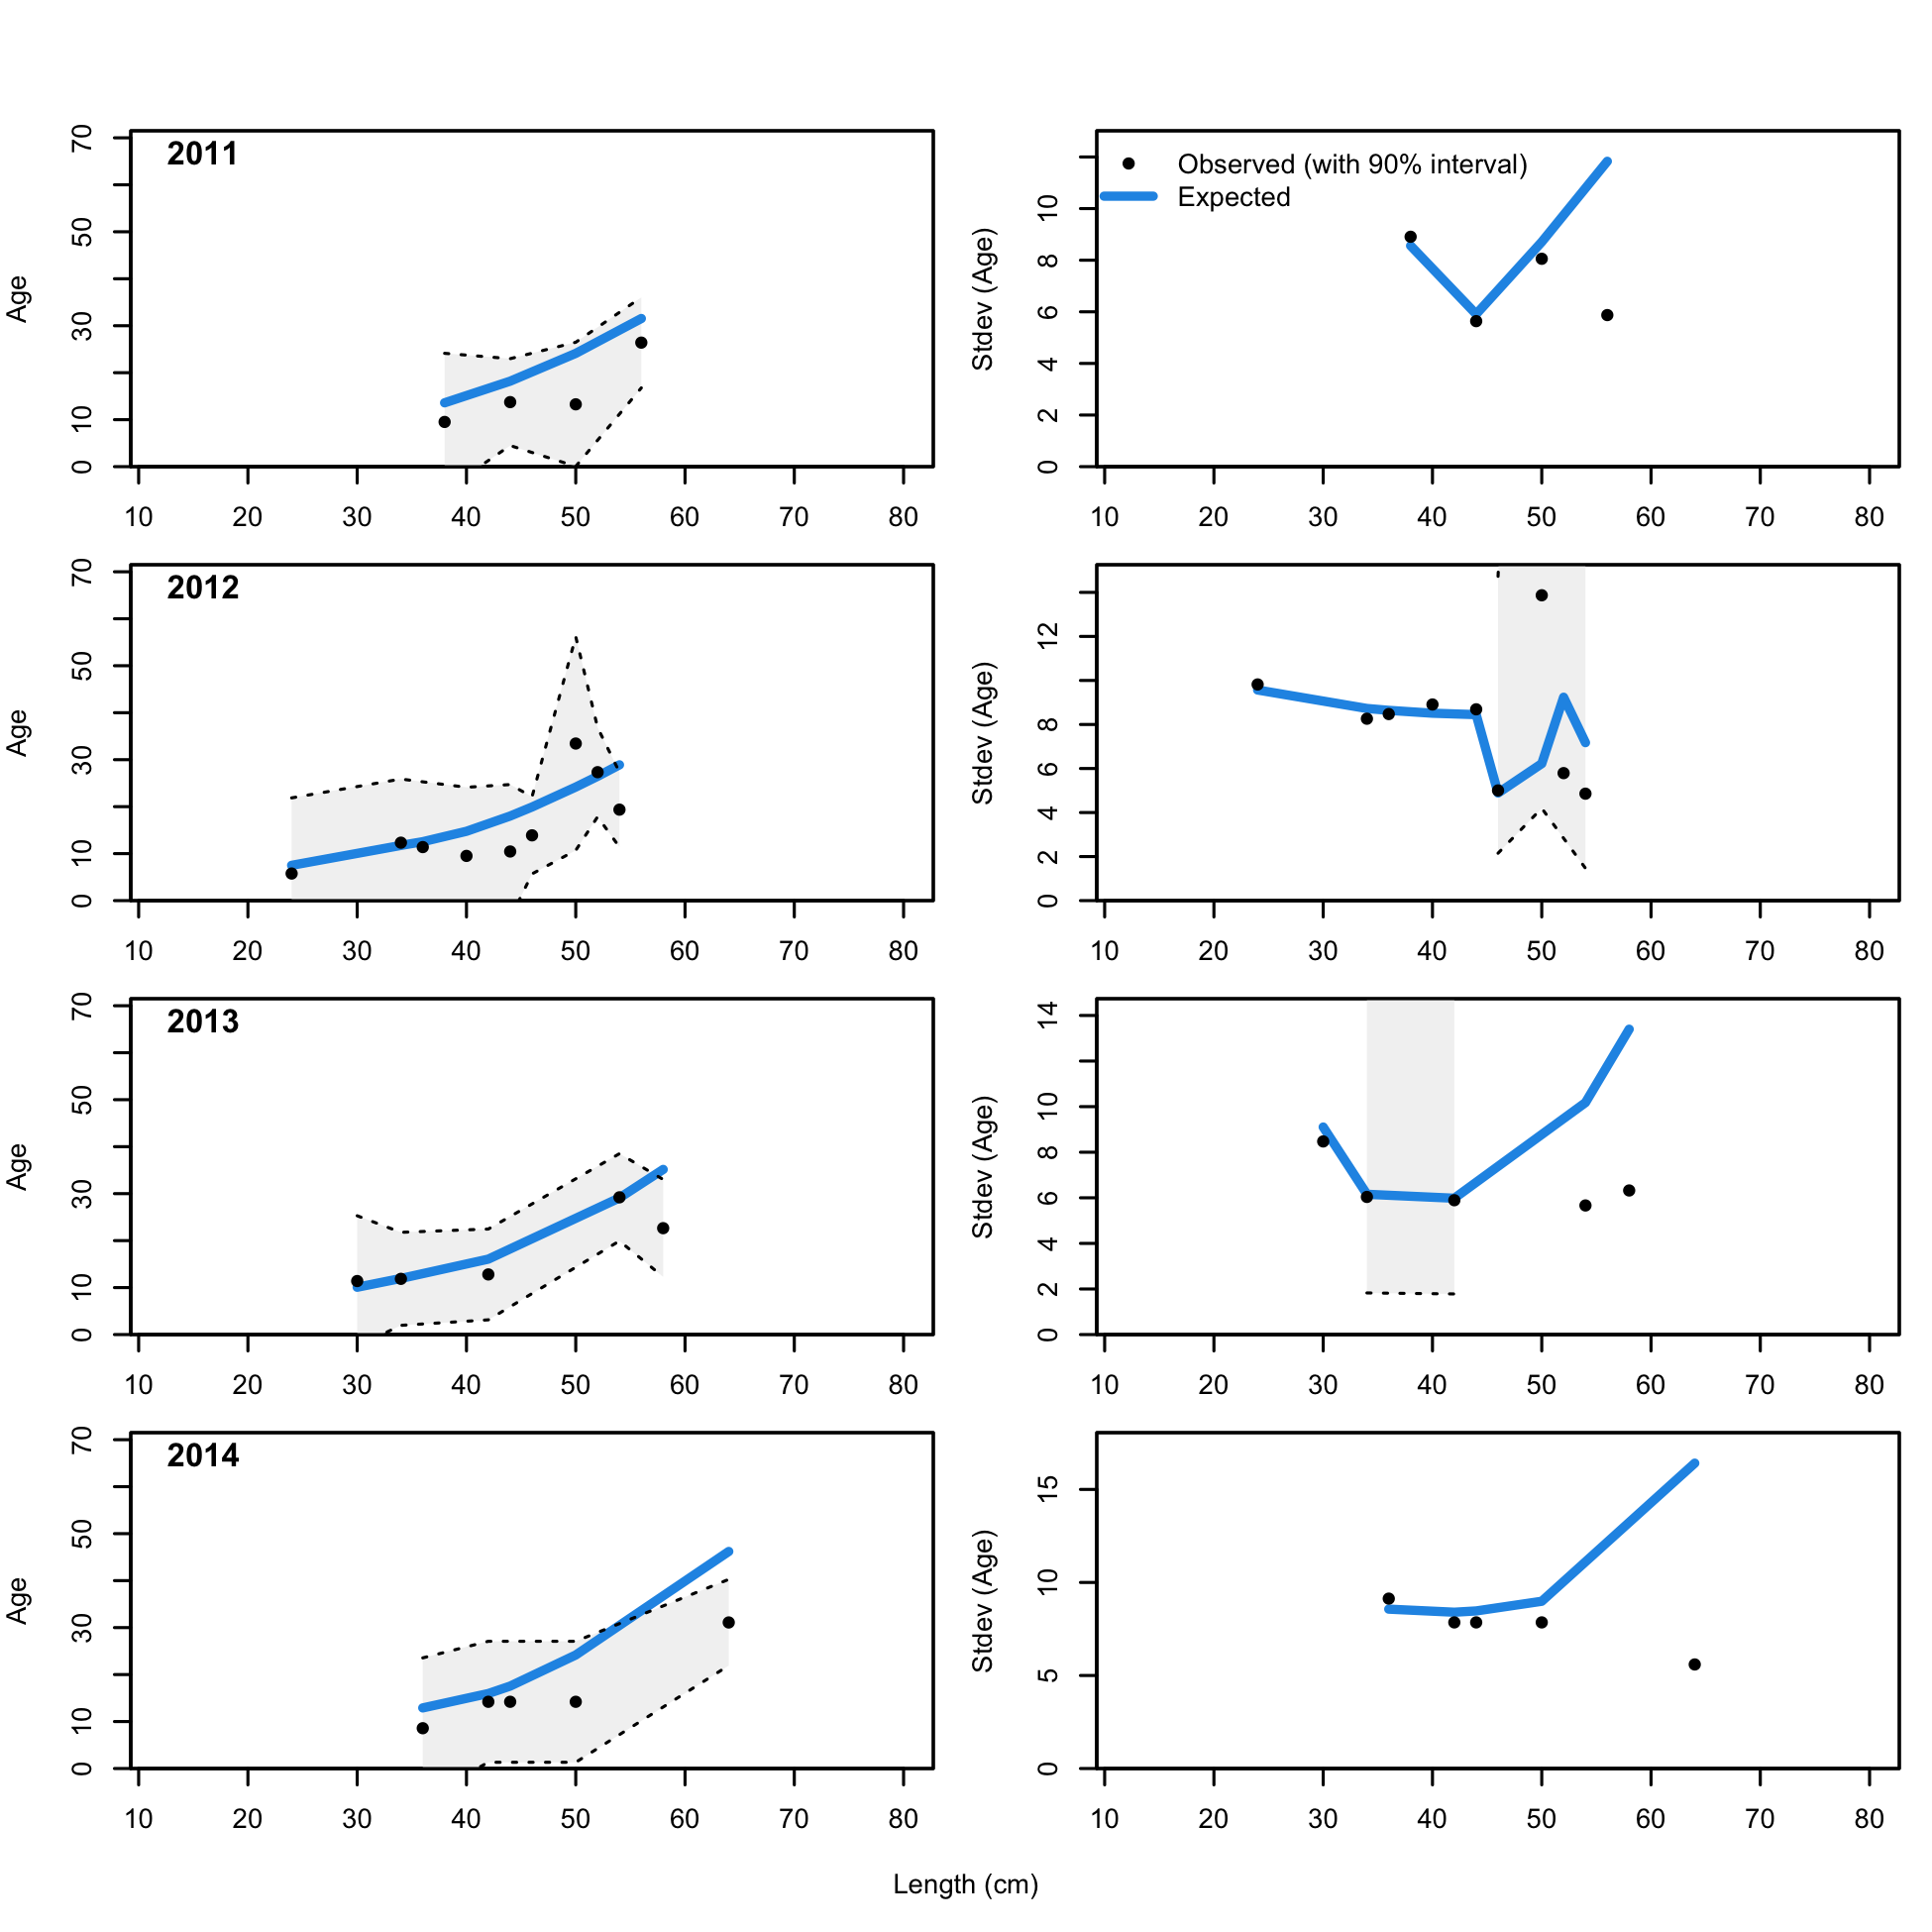 2011
Age
0 10 30 50 70
10 20 30 40 50 60 70 80
Observed (with 90% interval)
Expected
Stdev (Age)
0 2 4 6 8 10
10 20 30 40 50 60 70 80
2012
Age
0 10 30 50 70
10 20 30 40 50 60 70 80
Stdev (Age)
0 2 4 6 8 12
10 20 30 40 50 60 70 80
2013
Age
0 10 30 50 70
10 20 30 40 50 60 70 80
Stdev (Age)
0 2 4 6 8 10 14
10 20 30 40 50 60 70 80
2014
Age
0 10 30 50 70
10 20 30 40 50 60 70 80
Stdev (Age)
0 5 10 15
10 20 30 40 50 60 70 80
Length (cm)